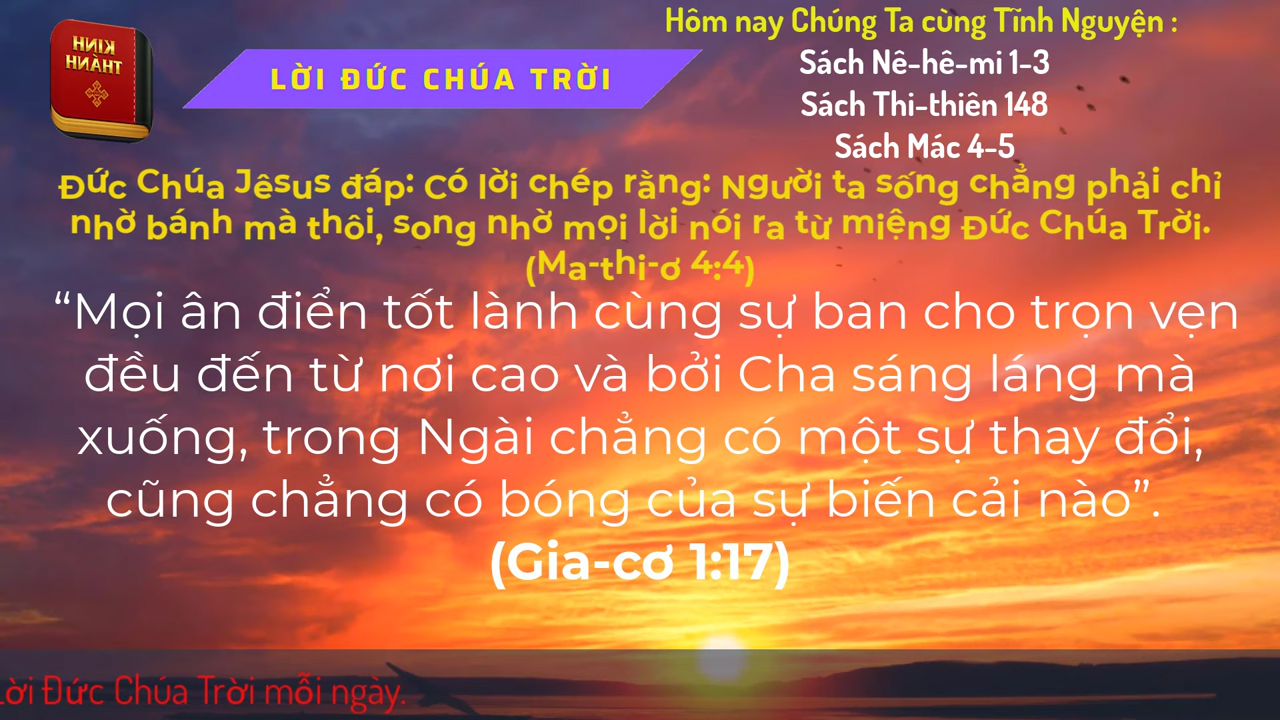 KINH
THÁNH
LỜI ĐỨC CHÚA TRỜI
Hôm nay Chúng Ta cùng Tĩnh Nguyện :
Sách Nê-hê-mi 1-3
Sách Thi-thiên 148
Sách Mác 4-5
Đức Chúa Jêsus đáp: Có lời chép rằng: Người ta sống chẳng phải chỉ
nhờ bánh mà thôi, song nhờ mọi lời nói ra từ miệng Đức Chúa Trời.
(Ma-thi-ơ 4:4)
“Mọi ân điển tốt lành cùng sự ban cho trọn vẹn
đều đến từ nơi cao và bởi Cha sáng láng mà
xuống, trong Ngài chẳng có một sự thay đổi,
cũng chẳng có bóng của sự biến cải nào”.
(Gia-cơ 1:17)
Lời Đức Chúa Trời mỗi ngày.